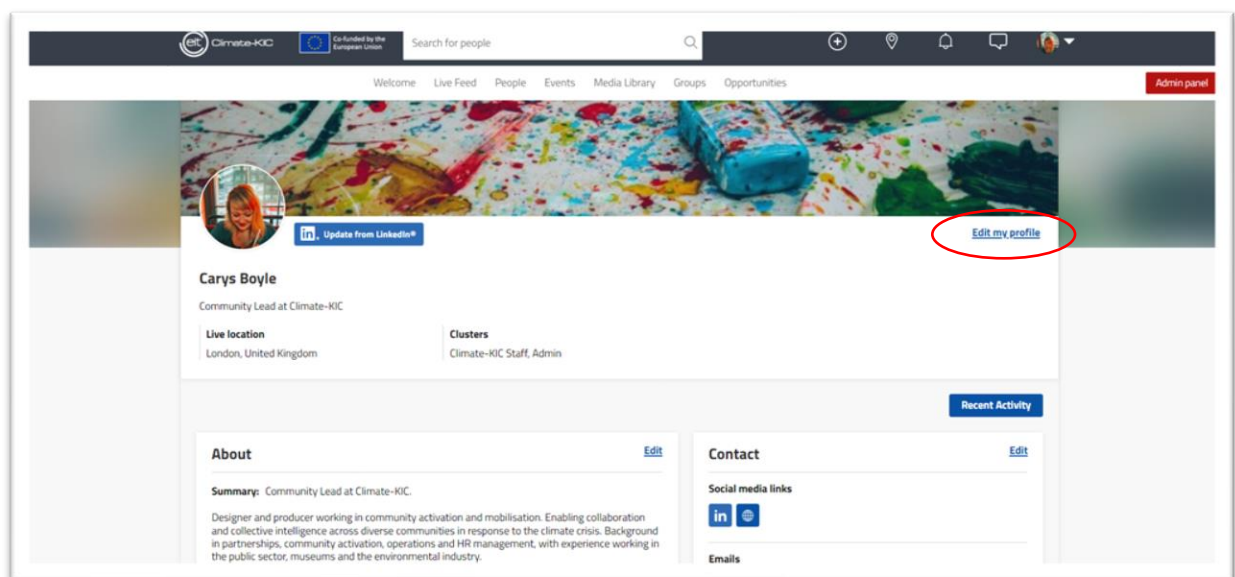 eit Climate-KIC
Co-funded by the
European Union
Search for people
Welcome Live Feed People Events Media Library Groups Opportunities
Admin panel
in. Update from LinkedIn®
Edit my profile
Carys Boyle
Community Lead at Climate-KIC
Live location
London, United Kingdom
Clusters
Climate-KIC Staff, Admin
Recent Activity
About
Edit
Summary: Community Lead at Climate-KIC.
Designer and producer working in community activation and mobilisation. Enabling collaboration
and collective intelligence across diverse communities in response to the climate crisis. Background
in partnerships, community activation, operations and HR management, with experience working in
the public sector, museums and the environmental industry.
Contact
Edit
Social media links
in
Emails